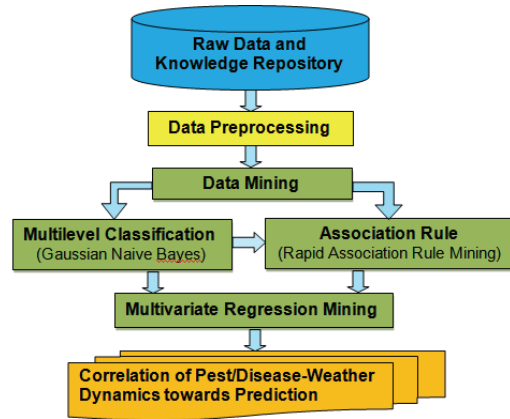 Raw Data and
Knowledge Repository
Data Preprocessing
Data Mining
Multilevel Classification
(Gaussian Naive Bayes)
Association Rule
(Rapid Association Rule Mining)
Multivariate Regression Mining
Correlation of Pest/Disease-Weather
Dynamics towards Prediction